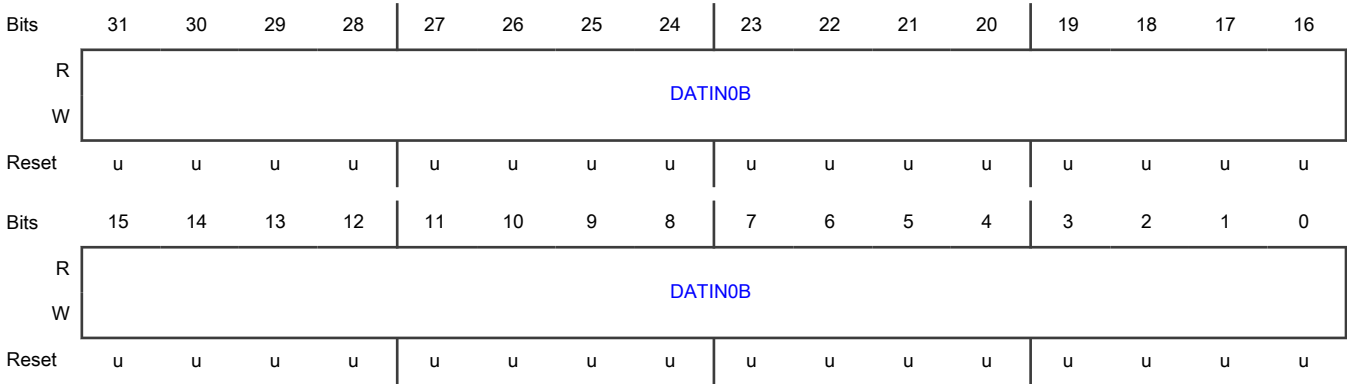 Bits 31 30 29 28 27 26 25 24 23 22 21 20 19 18 17 16
R
DATIN0B
W
Reset u u u u u u u u u u u u u u u u
Bits 15 14 13 12 11 10 9 8 7 6 5 4 3 2 1 0
R
DATIN0B
W
Reset u u u u u u u u u u u u u u u u